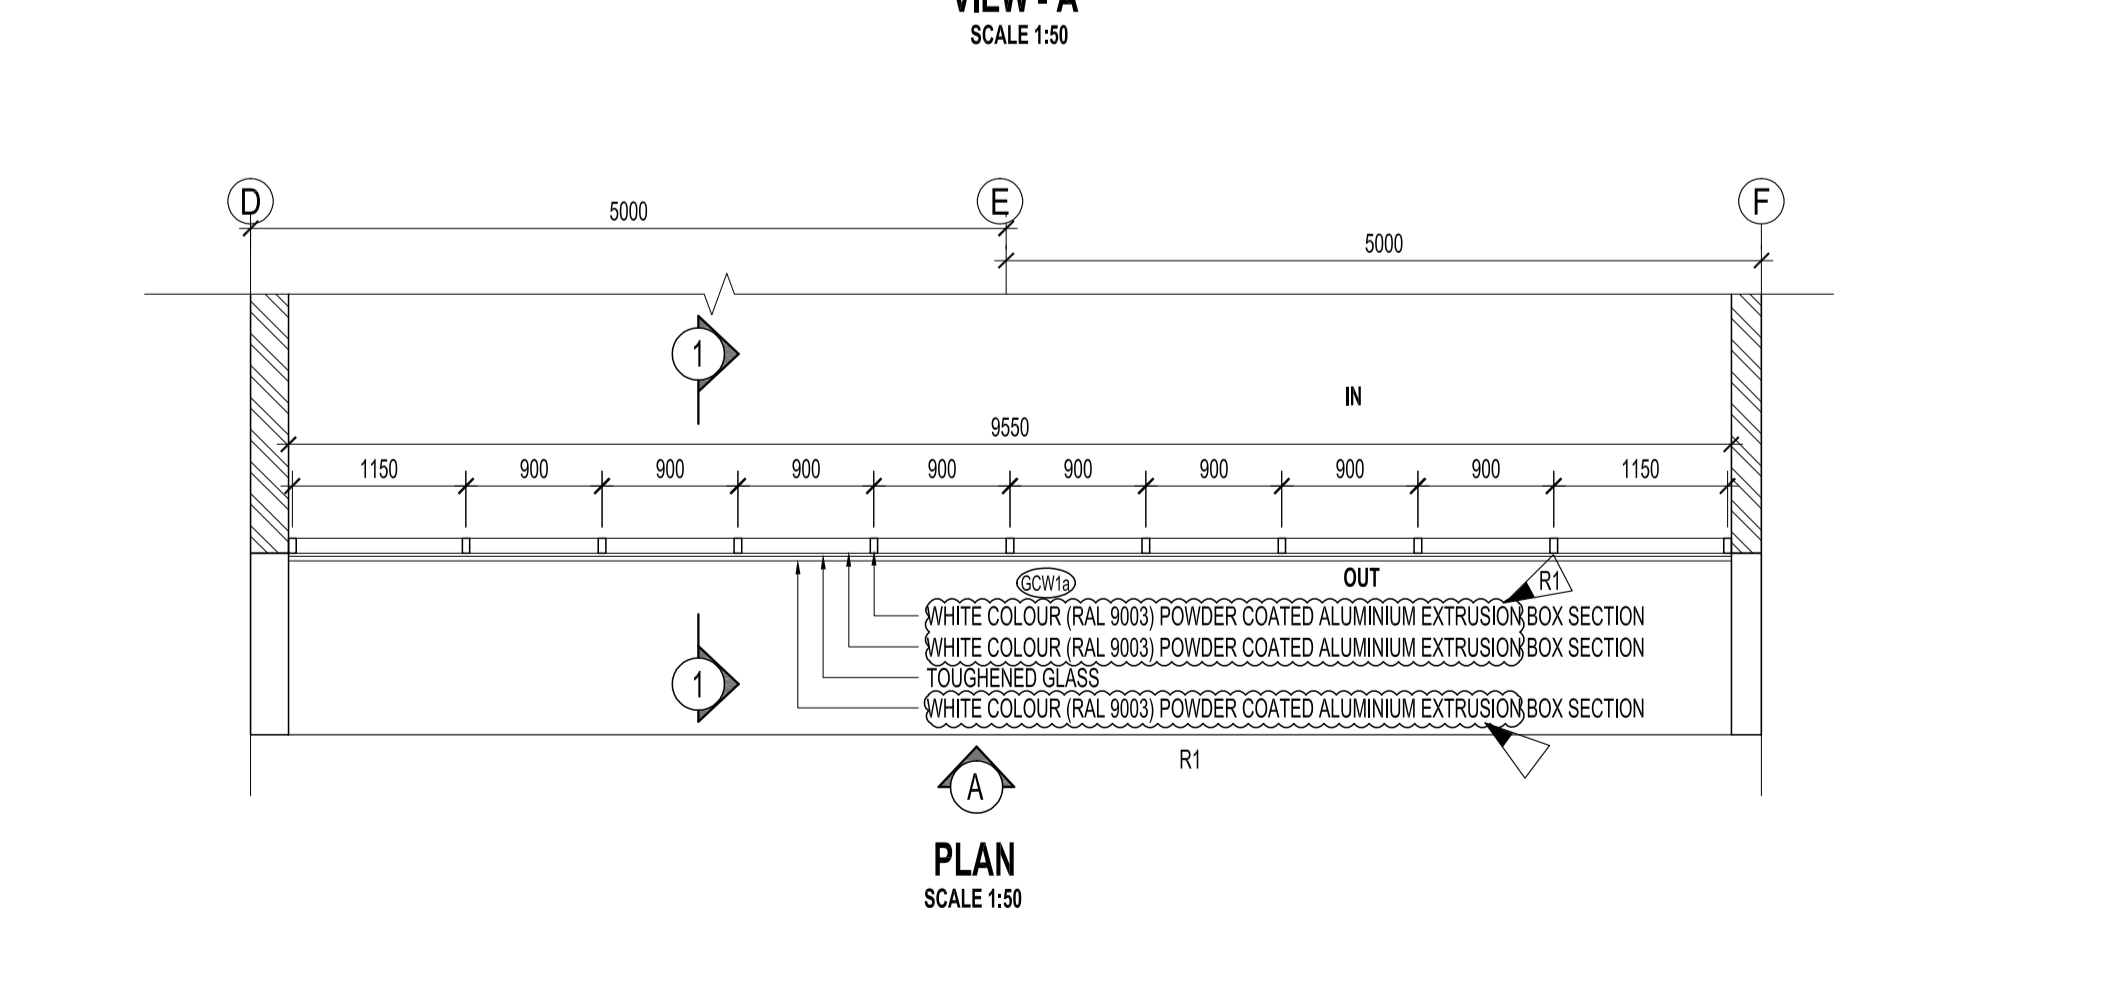 VIEW - A
SCALE 1:50
D
E
F
5000
5000
1
IN
9550
1150 900 900 900 900 900 900 900 900 1150
GCW1a
OUT
R1
WHITE COLOUR (RAL 9003) POWDER COATED ALUMINIUM EXTRUSION BOX SECTION
WHITE COLOUR (RAL 9003) POWDER COATED ALUMINIUM EXTRUSION BOX SECTION
TOUGHENED GLASS
1
WHITE COLOUR (RAL 9003) POWDER COATED ALUMINIUM EXTRUSION BOX SECTION
R1
A
PLAN
SCALE 1:50